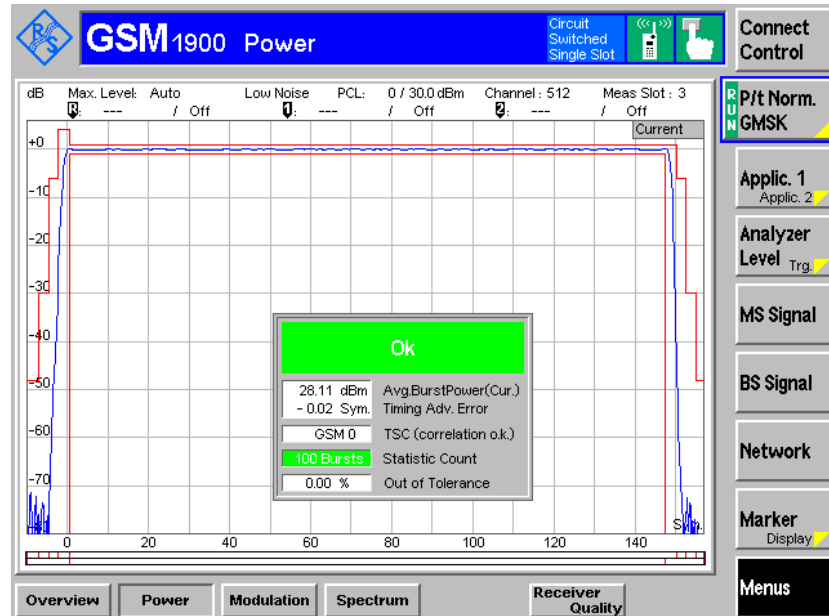 R&S GSM 1900 Power
Circuit Switched Single Slot
Connect Control
dB Max. Level: Auto Low Noise PCL: 0 / 30.0 dBm Channel : 512 Meas Slot : 3
R: --- / Off 1: --- / Off 2: --- / Off
Current
RUN
P/t Norm. GMSK
+0
-10
-20
-30
-40
-50
-60
-70
Ok
28.11 dBm Avg.BurstPower(Cur.)
- 0.02 Sym. Timing Adv. Error
GSM 0 TSC (correlation o.k.)
100 Bursts Statistic Count
0.00 % Out of Tolerance
0 20 40 60 80 100 120 140
Applic. 1
Applic. 2
Analyzer
Level Trg.
MS Signal
BS Signal
Network
Marker
Display
Menus
Overview Power Modulation Spectrum Receiver Quality